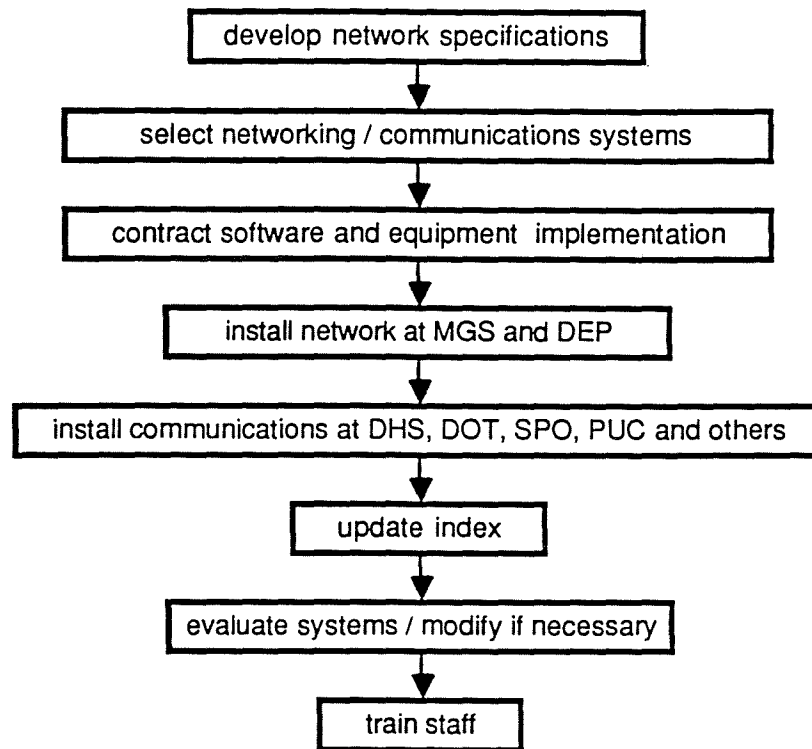 develop network specifications
select networking / communications systems
contract software and equipment implementation
install network at MGS and DEP
install communications at DHS, DOT, SPO, PUC and others
update index
evaluate systems / modify if necessary
train staff